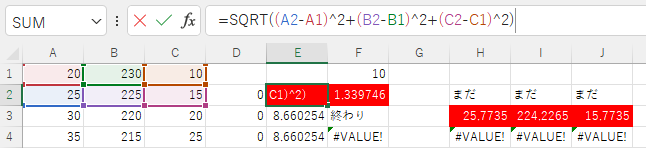 SUM fx =SQRT((A2-A1)^2+(B2-B1)^2+(C2-C1)^2)
A B C D E F G H I J
1 20 230 10 10
2 25 225 15 0 C1)^2) 1.339746 まだ まだ まだ
3 30 220 20 0 8.660254 終わり 25.7735 224.2265 15.7735
4 35 215 25 0 8.660254 #VALUE! #VALUE! #VALUE! #VALUE!